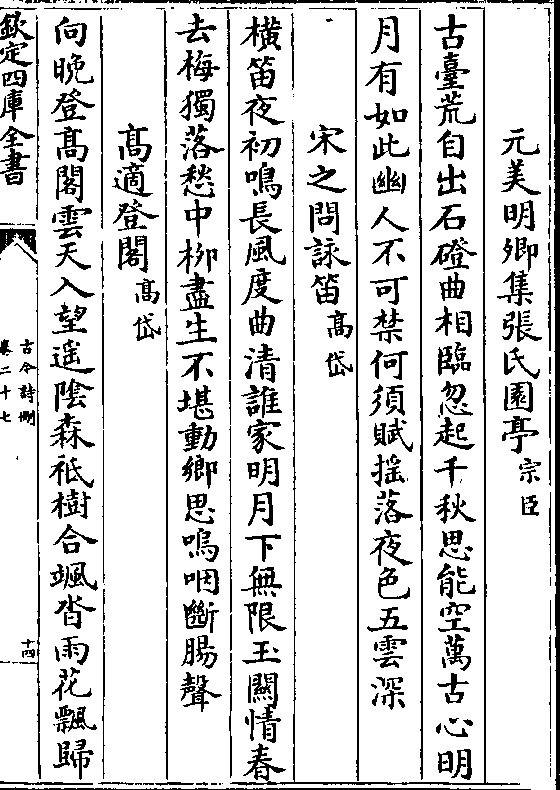 元美明卿集張氏園亭宗臣
古臺荒自出石磴曲相臨忽起千秋思能空萬古心明
月有如此幽人不可禁何須賦揺落夜色五雲深
宋之問詠笛髙岱
橫笛夜初鳴長風度曲清誰家明月下無限玉關情春
去梅獨落愁中栁盡生不堪動鄉思嗚咽斷腸聲
髙適登閣髙岱
向晚登髙閣雲天入望遥陰森祗樹合颯沓雨花飄歸
欽定四庫全書
古今詩刪
卷二十七
十四